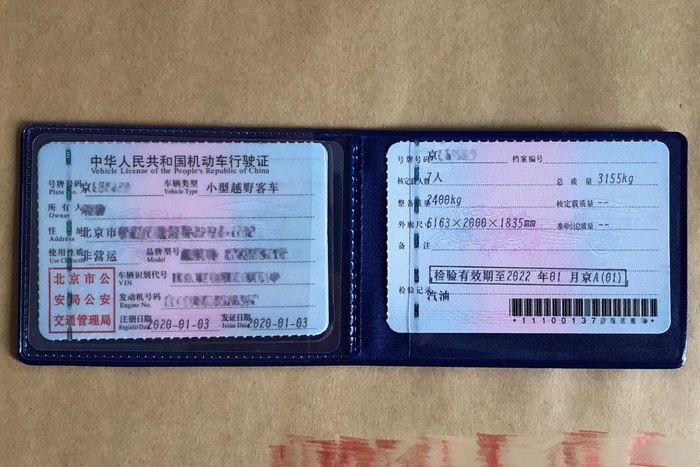 中华人民共和国机动车行驶证
Vehicle License of the People's Republic of China
号牌号码 京
Plate No.
车辆类型 小型越野客车
Vehicle Type
所有人
Owner
住址 北京市
Address
使用性质 非营运
Use Character
品牌型号
Model
北京市公
安局公安
交通管理局
车辆识别代号
VIN
发动机号码
Engine No.
注册日期 2020-01-03
Register Date
发证日期 2020-01-03
Issue Date
号牌号码 京
档案编号
核定载人数 7人
总质量 3155kg
整备质量 2400kg
核定载质量 --
外廓尺寸 5163×2000×1835mm
准牵引总质量 --
备注
检验有效期至2022年01月京A(01)
检验记录
汽油
*11100137